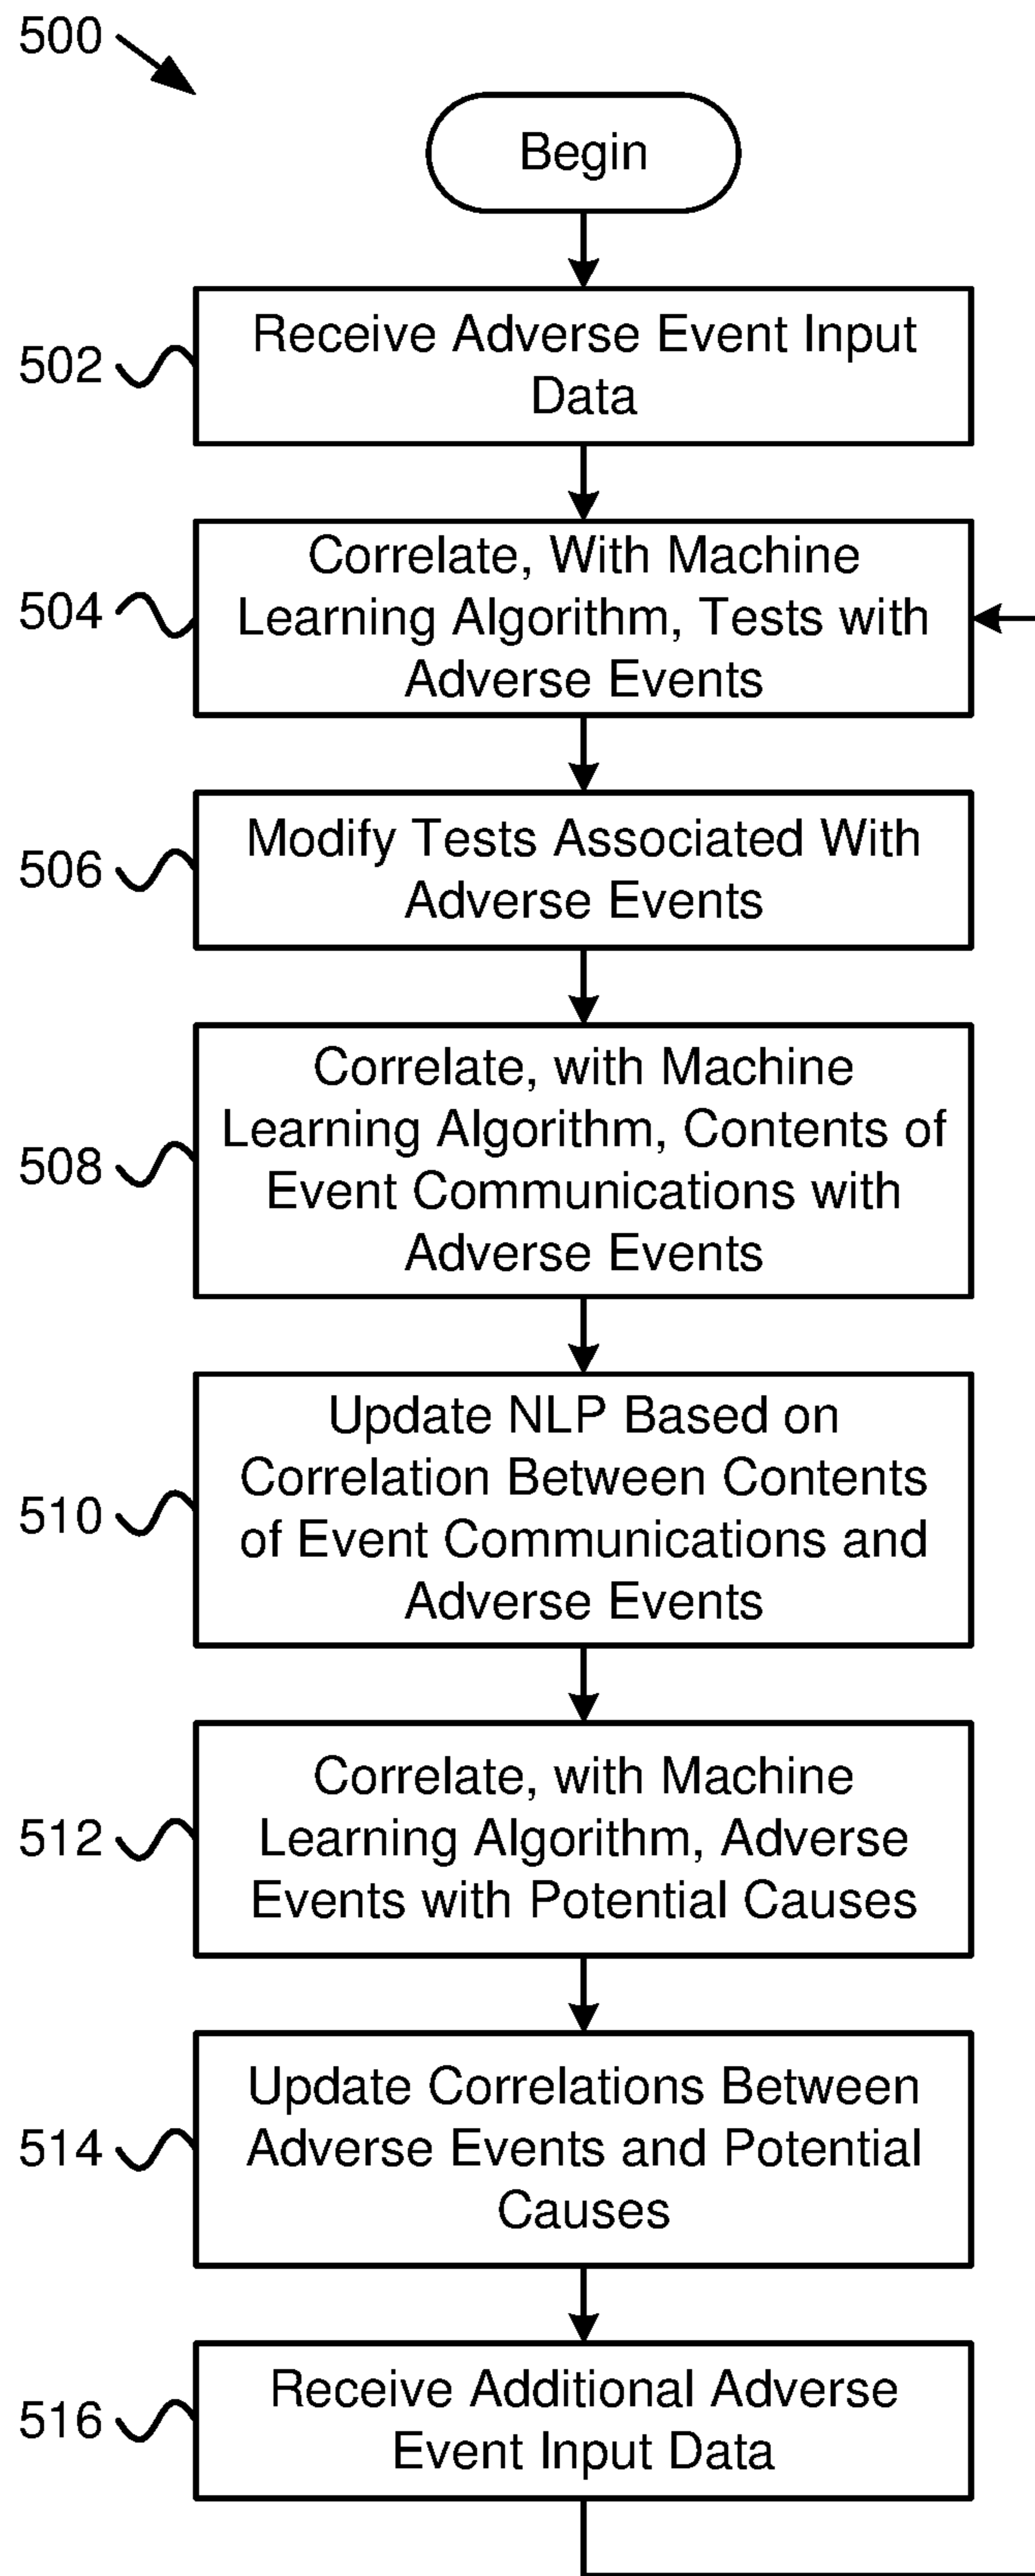 500
Begin
502
Receive Adverse Event Input
Data
504
Correlate, With Machine
Learning Algorithm, Tests with
Adverse Events
506
Modify Tests Associated With
Adverse Events
508
Correlate, with Machine
Learning Algorithm, Contents of
Event Communications with
Adverse Events
510
Update NLP Based on
Correlation Between Contents
of Event Communications and
Adverse Events
512
Correlate, with Machine
Learning Algorithm, Adverse
Events with Potential Causes
514
Update Correlations Between
Adverse Events and Potential
Causes
516
Receive Additional Adverse
Event Input Data